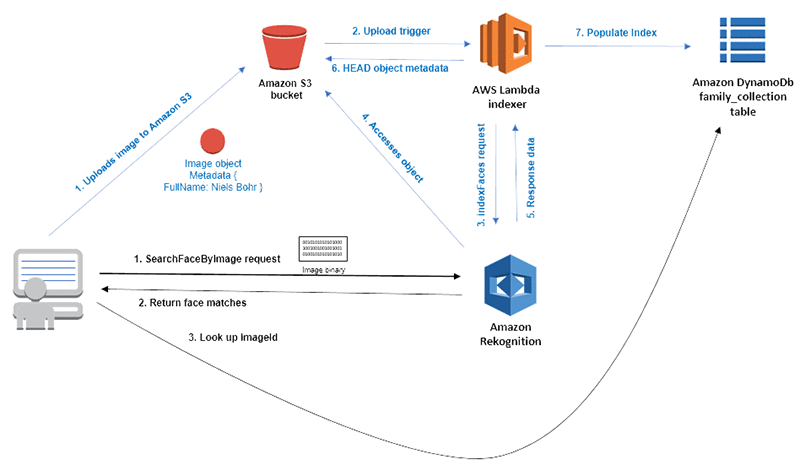 2. Upload trigger
7. Populate Index
6. HEAD object metadata
Amazon S3
bucket
AWS Lambda
indexer
Amazon DynamoDb
family_collection
table
1. Uploads image to Amazon S3
Image object
Metadata {
FullName: Niels Bohr }
4. Accesses object
3. indexFaces request
5. Response data
1. SearchFaceByImage request
Image binary
2. Return face matches
3. Look up ImageId
Amazon
Rekognition